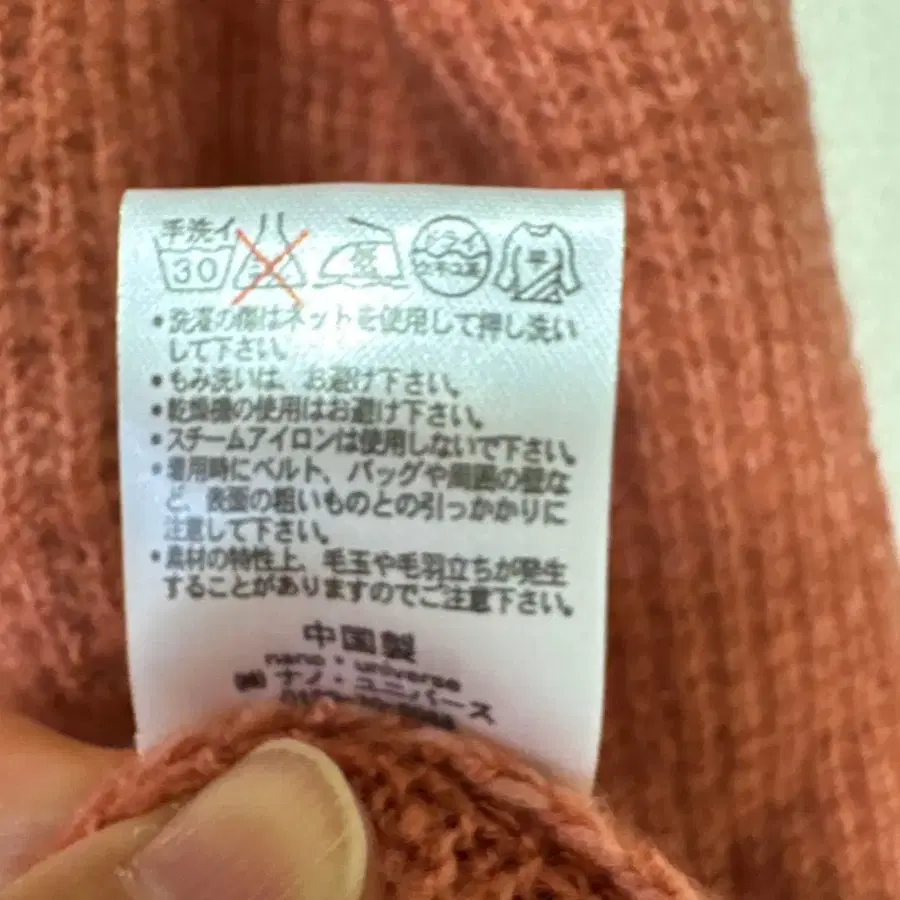 手洗イ
30
ドライ
平
・洗濯の際はネットを使用して押し洗い
して下さい。
・もみ洗いは、お避け下さい。
・乾燥機の使用はお避け下さい。
・スチームアイロンは使用しないで下さい。
・着用時にベルト、バッグや周囲の壁な
ど、表面の粗いものとの引っかかりに
注意して下さい。
・素材の特性上、毛玉や毛羽立ちが発生
することがありますのでご注意下さい。
中国製
nano・universe
㈱ナノ・ユニバース